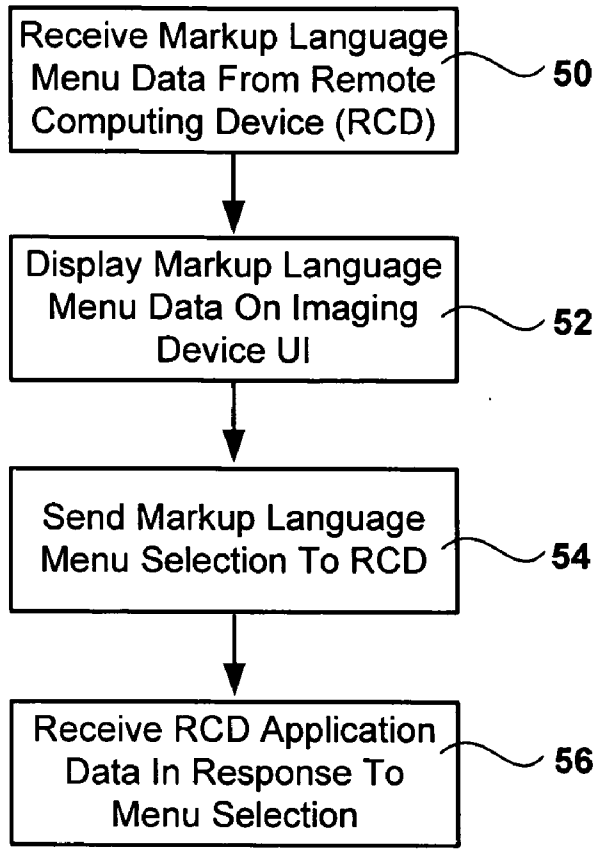 Receive Markup Language
Menu Data From Remote
Computing Device (RCD)
50
Display Markup Language
Menu Data On Imaging
Device UI
52
Send Markup Language
Menu Selection To RCD
54
Receive RCD Application
Data In Response To
Menu Selection
56